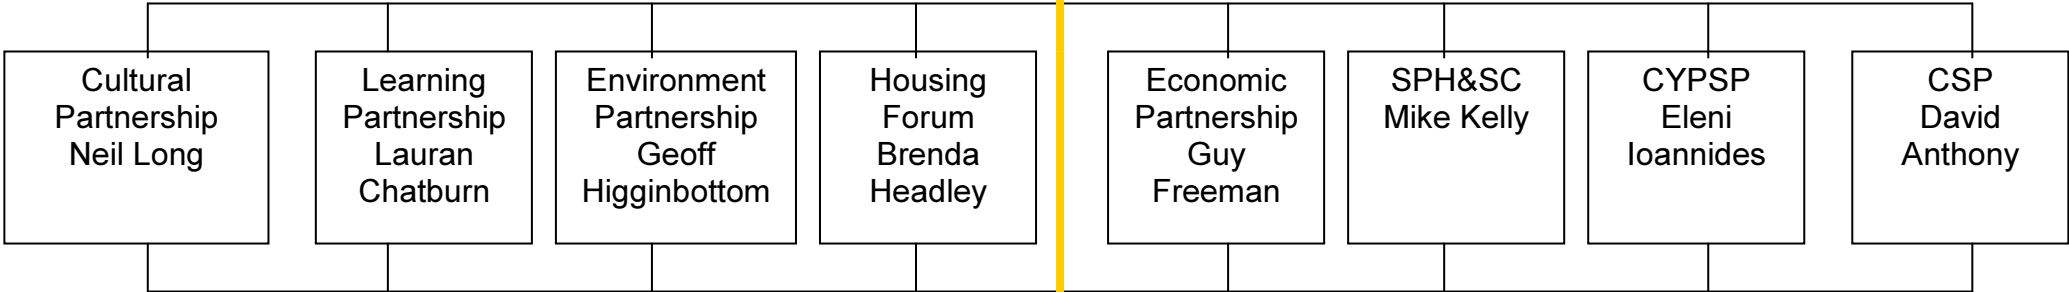 Cultural
Partnership
Neil Long
Learning
Partnership
Lauran
Chatburn
Environment
Partnership
Geoff
Higginbottom
Housing
Forum
Brenda
Headley
Economic
Partnership
Guy
Freeman
SPH&SC
Mike Kelly
CYPSP
Eleni
Ioannides
CSP
David
Anthony